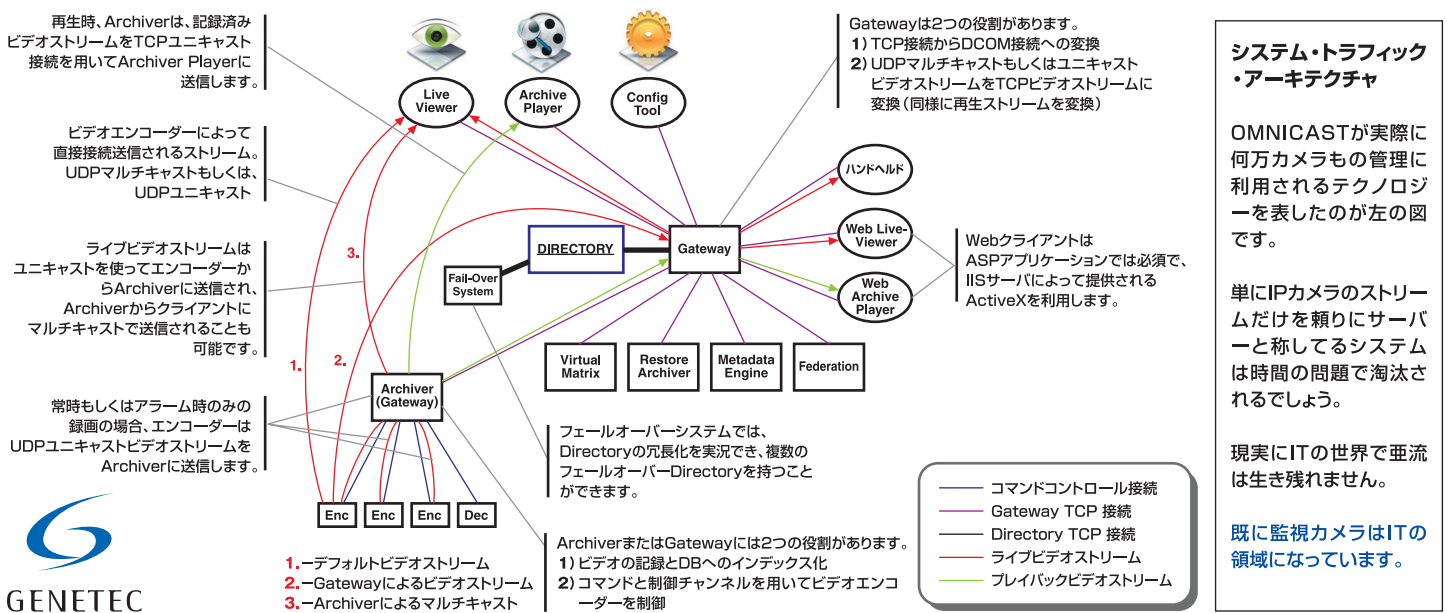 再生時、Archiverは、記録済み
ビデオストリームをTCPユニキャスト
接続を用いてArchiver Playerに
送信します。
ビデオエンコーダーによって
直接接続送信されるストリーム。
UDPマルチキャストもしくは、
UDPユニキャスト
ライブビデオストリームは
ユニキャストを使ってエンコーダーか
らArchiverに送信され、
Archiverからクライアントに
マルチキャストで送信されることも
可能です。
常時もしくはアラーム時のみの
録画の場合、エンコーダーは
UDPユニキャストビデオストリームを
Archiverに送信します。
GENETEC
Live
Viewer
Archive
Player
Config
Tool
Gatewayは2つの役割があります。
1）TCP接続からDCOM接続への変換
2）UDPマルチキャストもしくはユニキャスト
ビデオストリームをTCPビデオストリームに
変換（同様に再生ストリームを変換）
ハンドヘルド
Web Live-
Viewer
Web
Archive
Player
Webクライアントは
ASPアプリケーションでは必須で、
IISサーバによって提供される
ActiveXを利用します。
DIRECTORY
Gateway
Fail-Over
System
3.
1.
2.
Virtual
Matrix
Restore
Archiver
Metadata
Engine
Federation
Archiver
(Gateway)
Enc
Enc
Enc
Dec
フェールオーバーシステムでは、
Directoryの冗長化を実況でき、複数の
フェールオーバーDirectoryを持つこと
ができます。
1.−デフォルトビデオストリーム
2.−Gatewayによるビデオストリーム
3.−Archiverによるマルチキャスト
ArchiverまたはGatewayには2つの役割があります。
1）ビデオの記録とDBへのインデックス化
2）コマンドと制御チャンネルを用いてビデオエンコ
ーダーを制御
コマンドコントロール接続
Gateway TCP 接続
Directory TCP 接続
ライブビデオストリーム
プレイバックビデオストリーム
システム・トラフィック
・アーキテクチャ
OMNICASTが実際に
何万カメラもの管理に
利用されるテクノロジ
ーを表したのが左の図
です。
単にIPカメラのストリー
ムだけを頼りにサーバ
ーと称してるシステム
は時間の問題で淘汰さ
れるでしょう。
現実にITの世界で亜流
は生き残れません。
既に監視カメラはITの
領域になっています。